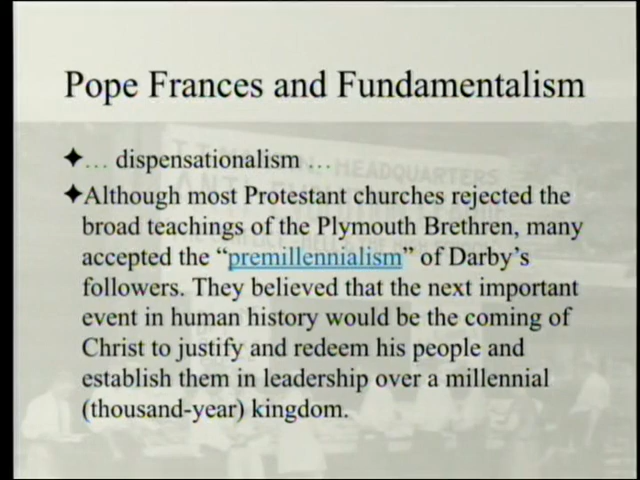 Pope Frances and Fundamentalism
… dispensationalism …
Although most Protestant churches rejected the
broad teachings of the Plymouth Brethren, many
accepted the “premillennialism” of Darby’s
followers. They believed that the next important
event in human history would be the coming of
Christ to justify and redeem his people and
establish them in leadership over a millennial
(thousand-year) kingdom.
HEADQUARTERS